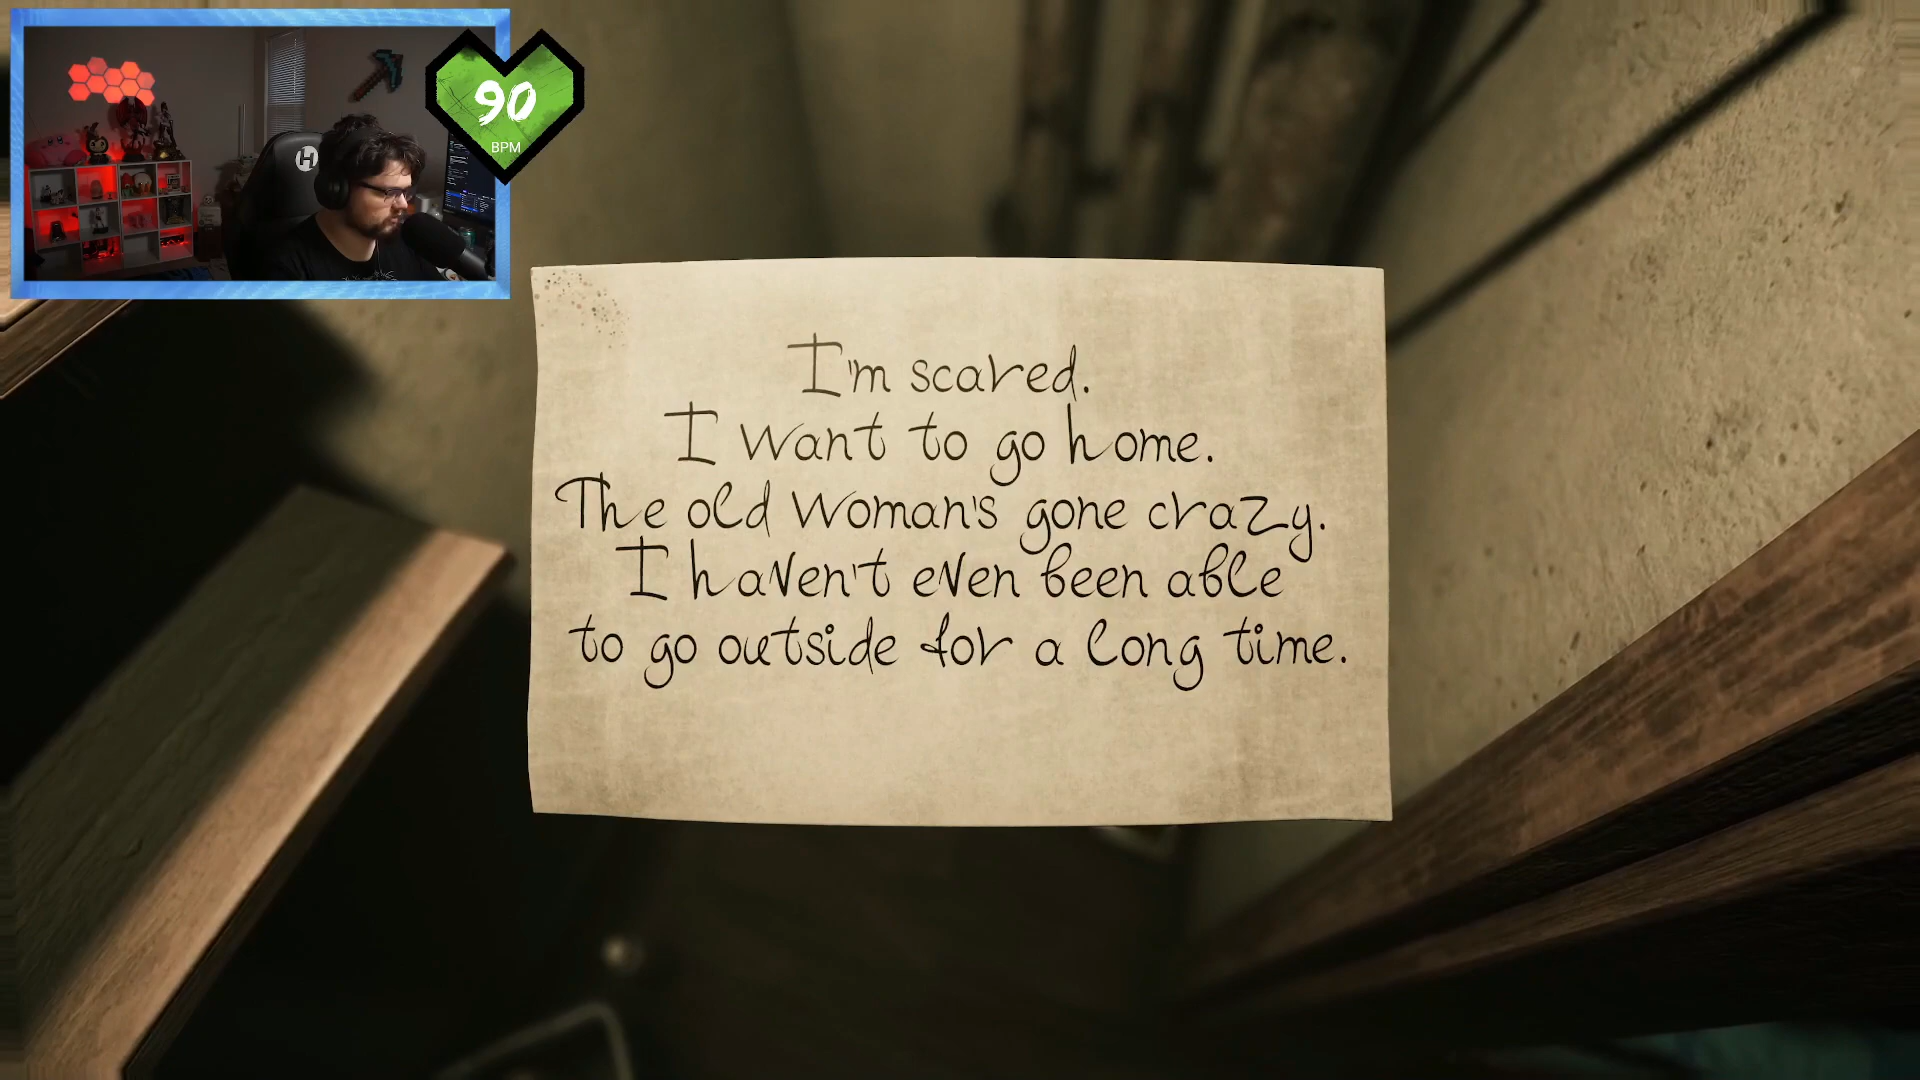 90
BPM
I'm scared.
I want to go home.
The old woman's gone crazy.
I haven't even been able
to go outside for a long time.